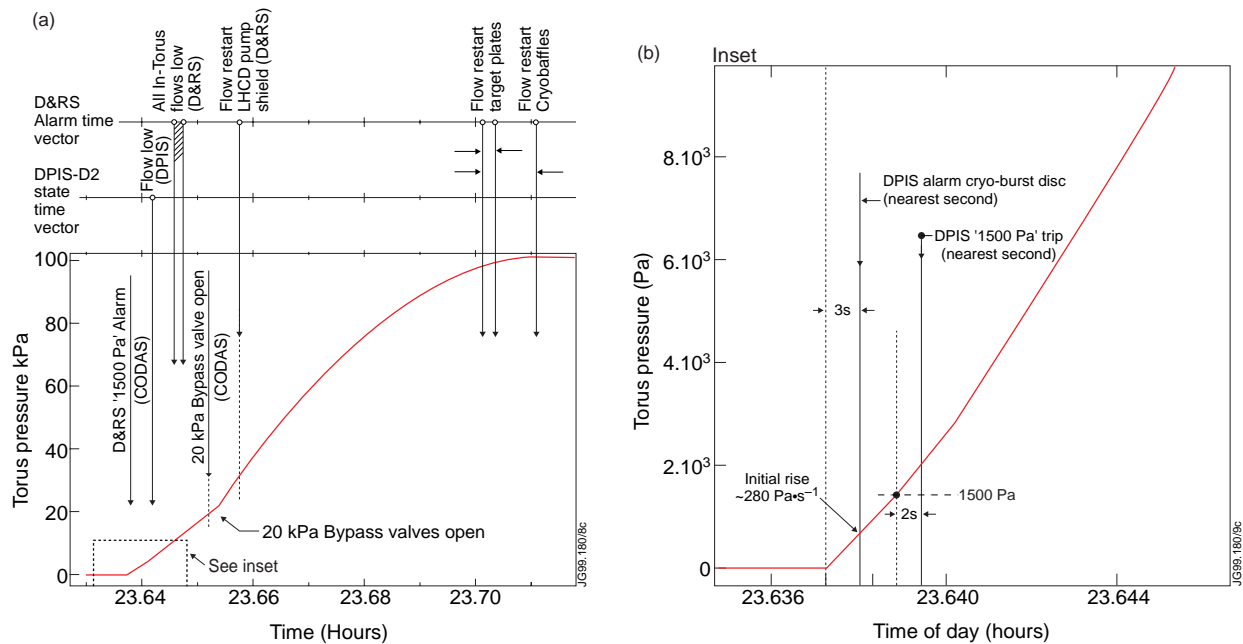 (a)
All In-Torus
flows low
(D&RS)
Flow restart
LHCD pump
shield (D&RS)
Flow restart
target plates
Flow restart
Cryobaffles
D&RS
Alarm time
vector
Flow low
(DPIS)
DPIS-D2
state
time
vector
100
80
60
40
20
0
Torus pressure kPa
D&RS '1500 Pa' Alarm
(CODAS)
20 kPa Bypass valve open
(CODAS)
20 kPa Bypass valves open
See inset
23.64
23.66
23.68
23.70
Time (Hours)
JG99.180/8c
(b)
Inset
8.10³
6.10³
4.10³
2.10³
0
Torus pressure (Pa)
DPIS alarm cryo-burst disc
(nearest second)
DPIS '1500 Pa' trip
(nearest second)
3s
Initial rise
~280 Pa•s⁻¹
1500 Pa
2s
23.636
23.640
23.644
Time of day (hours)
JG99.180/9c